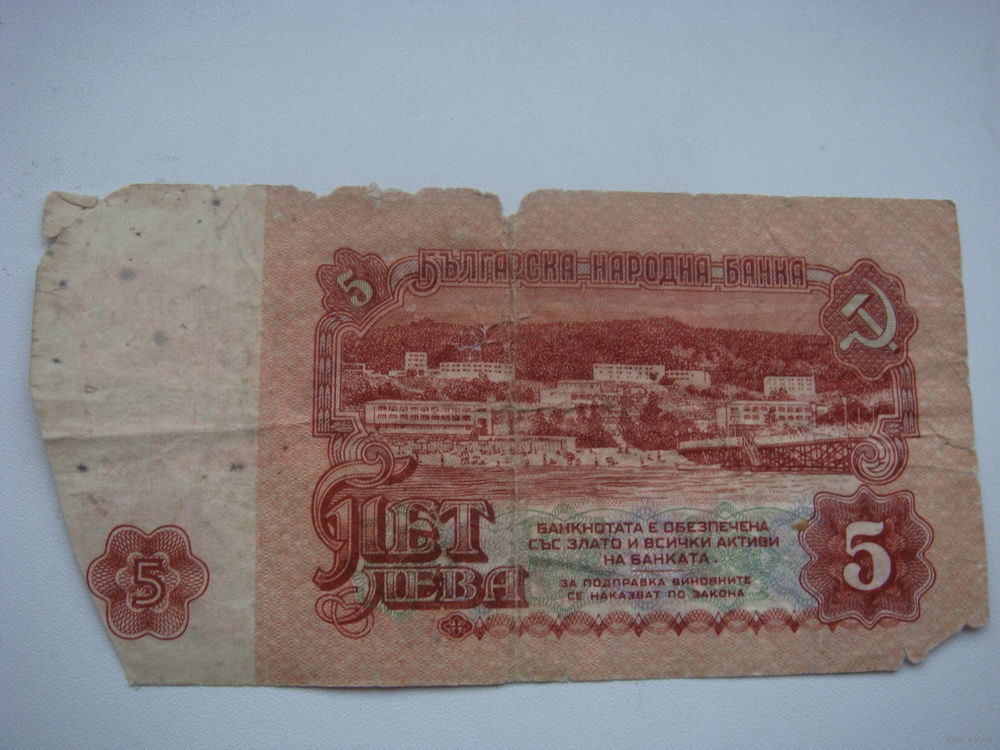 5 БЪЛГАРСКА НАРОДНА БАНКА
ПЕТ
ЛЕВА
БАНКНОТАТА Е ОБЕЗПЕЧЕНА
СЪС ЗЛАТО И ВСИЧКИ АКТИВИ
НА БАНКАТА.
ЗА ПОДПРАВКА ВИНОВНИТЕ
СЕ НАКАЗВАТ ПО ЗАКОНА
5
5